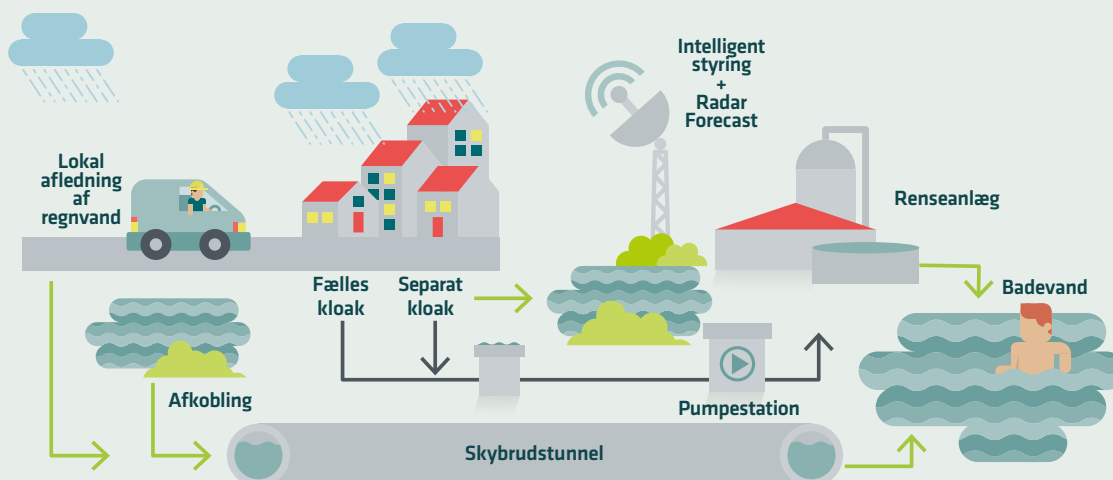 Intelligent
styring
+
Radar
Forecast
Lokal
afledning
af
regnvand
Renseanlæg
Fælles
kloak
Separat
kloak
Badevand
Afkobling
Pumpestation
Skybrudstunnel